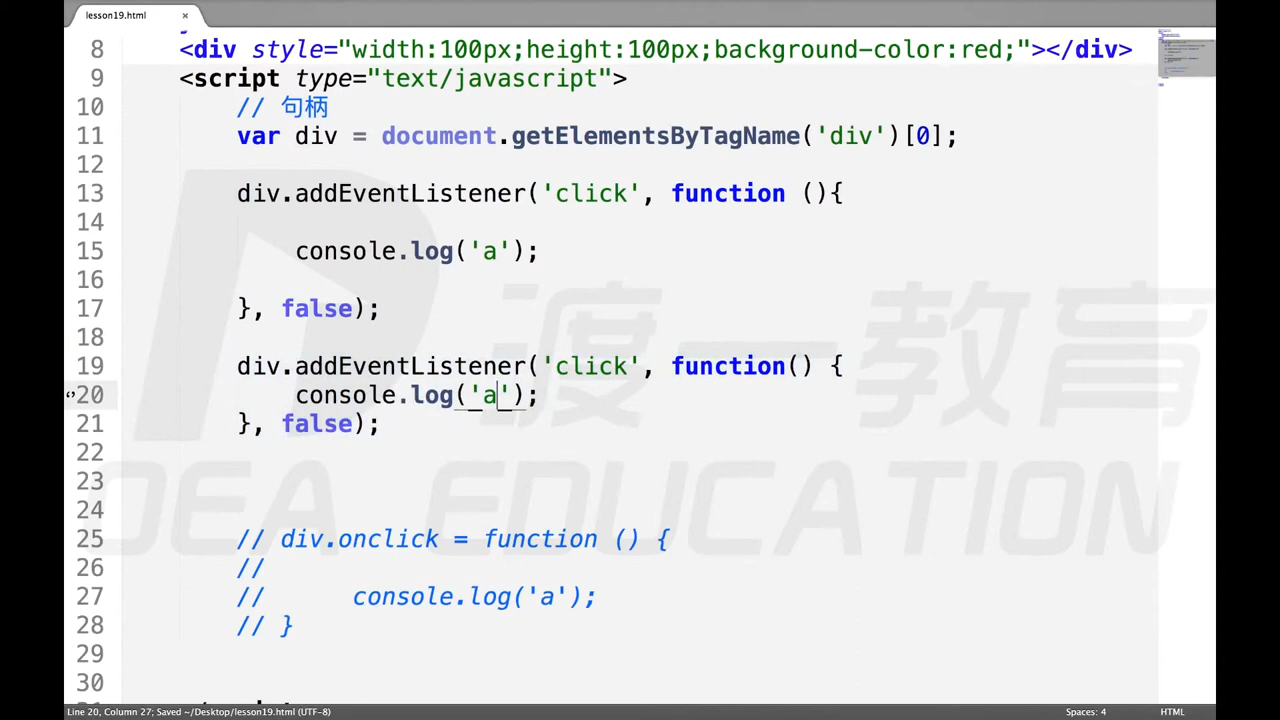 lesson19.html
8 <div style="width:100px;height:100px;background-color:red;"></div>
9 <script type="text/javascript">
10 // 句柄
11 var div = document.getElementsByTagName('div')[0];
12
13 div.addEventListener('click', function (){
14
15 console.log('a');
16
17 }, false);
18
19 div.addEventListener('click', function() {
20 console.log('a');
21 }, false);
22
23
24
25 // div.onclick = function () {
26 //
27 // console.log('a');
28 // }
29
30
渡一教育
DEA EDUCATION
Line 20, Column 27; Saved ~/Desktop/lesson19.html (UTF-8)
Spaces: 4
HTML